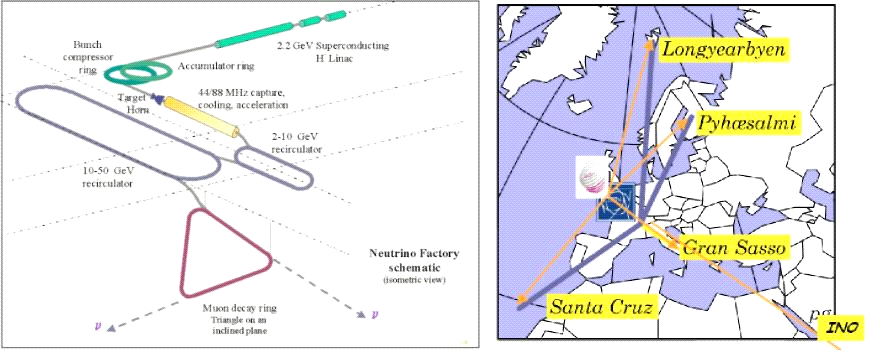 2.2 GeV Superconducting
H⁻ Linac
Bunch
compressor
ring
Accumulator ring
Target
Horn
44/88 MHz capture,
cooling, acceleration
2-10 GeV
recirculator
10-50 GeV
recirculator
Neutrino Factory
schematic
(isometric view)
Muon decay ring
Triangle on an
inclined plane
ν
ν
Longyearbyen
Pyhæsalmi
Gran Sasso
Santa Cruz
INO